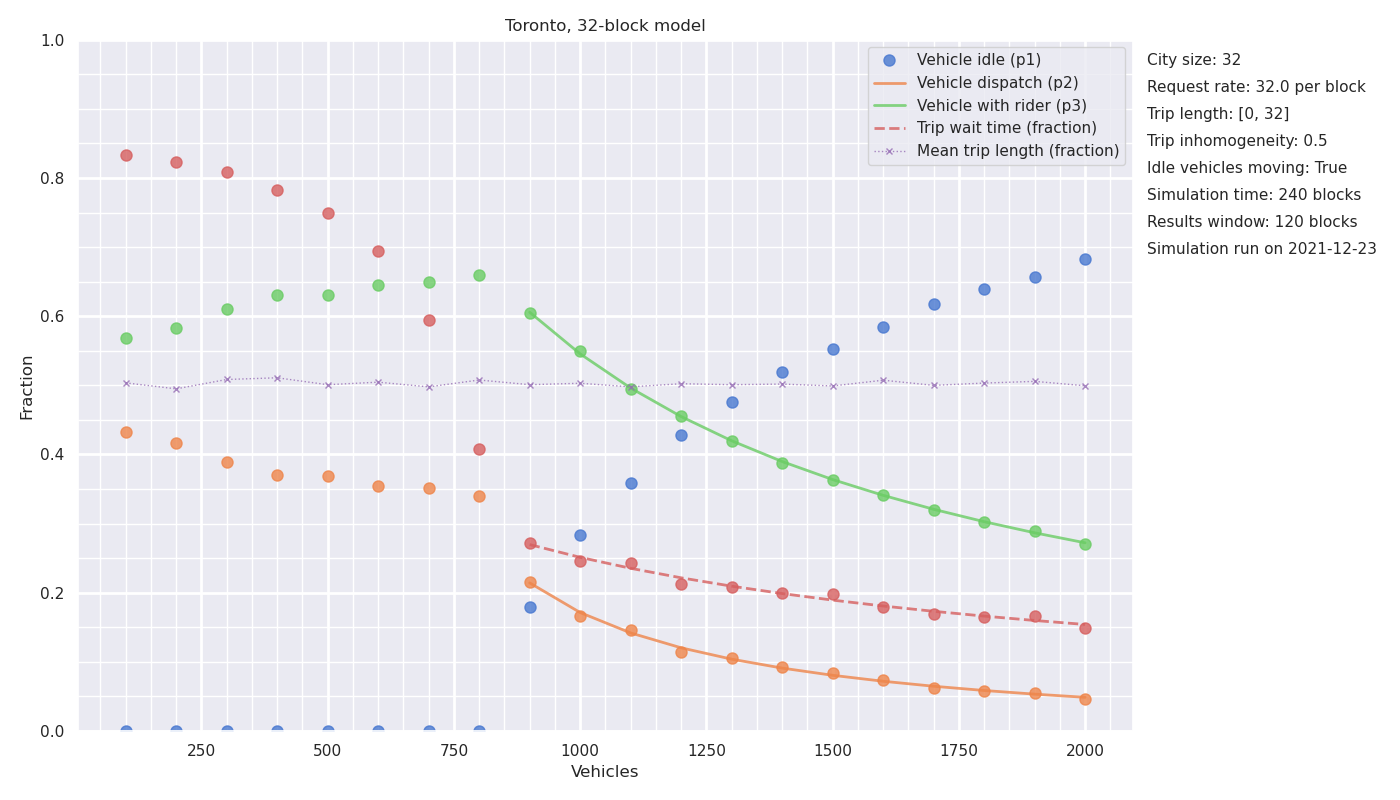 Toronto, 32-block model
Vehicle idle (p1)
Vehicle dispatch (p2)
Vehicle with rider (p3)
Trip wait time (fraction)
Mean trip length (fraction)
City size: 32
Request rate: 32.0 per block
Trip length: [0, 32]
Trip inhomogeneity: 0.5
Idle vehicles moving: True
Simulation time: 240 blocks
Results window: 120 blocks
Simulation run on 2021-12-23
Fraction
1.0
0.8
0.6
0.4
0.2
0.0
250 500 750 1000 1250 1500 1750 2000
Vehicles